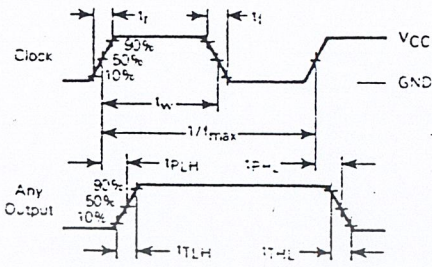 tr
tf
90%
50%
10%
Clock
VCC
GND
tw
1/fmax
tPLH
tPHL
90%
50%
10%
Any
Output
tTLH
tTHL